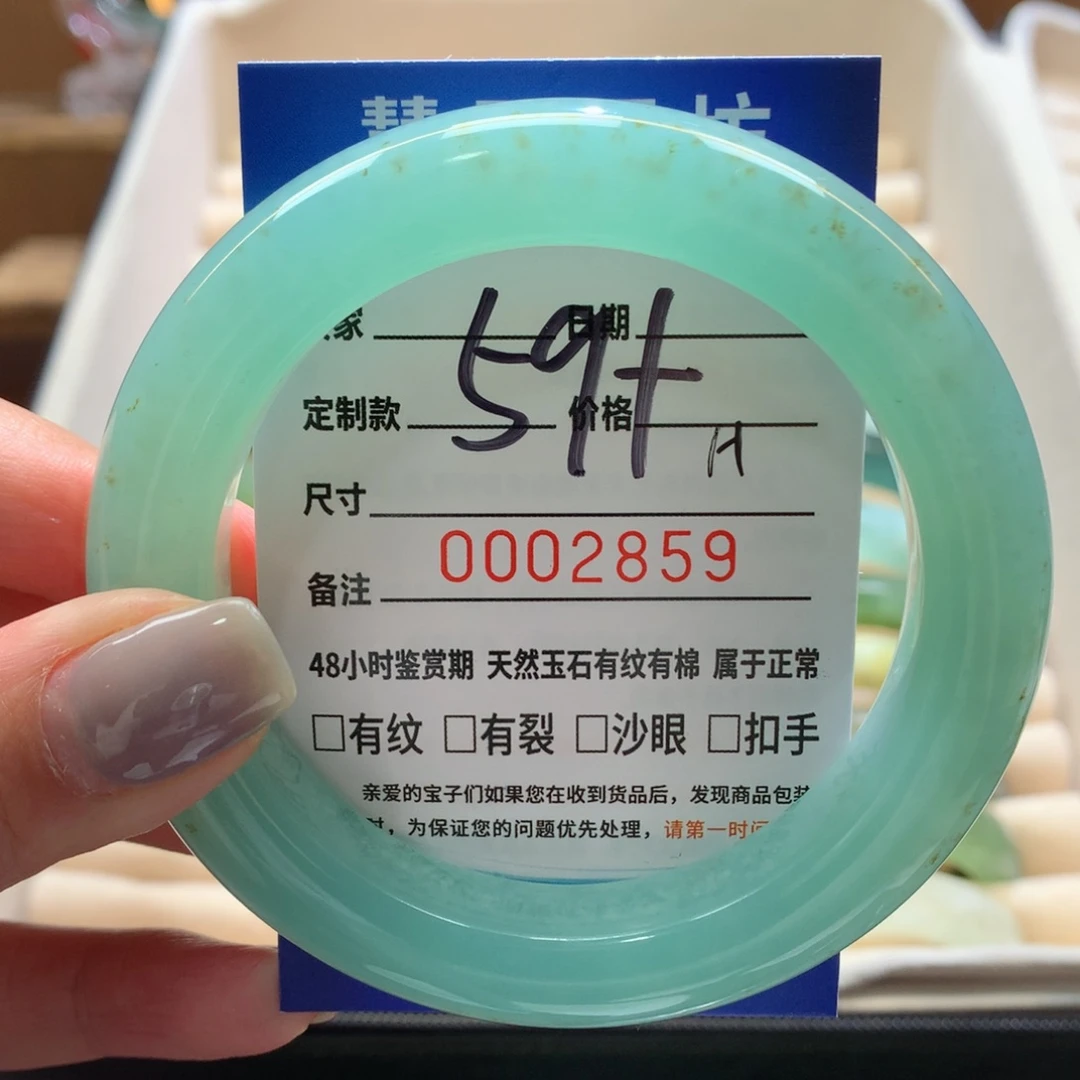 慧
家 日期
59+
定制款 价格
H
尺寸
0002859
备注
48小时鉴赏期 天然玉石有纹有棉 属于正常
□有纹 □有裂 □沙眼 □扣手
亲爱的宝子们如果您在收到货品后，发现商品包装
时，为保证您的问题优先处理，请第一时间